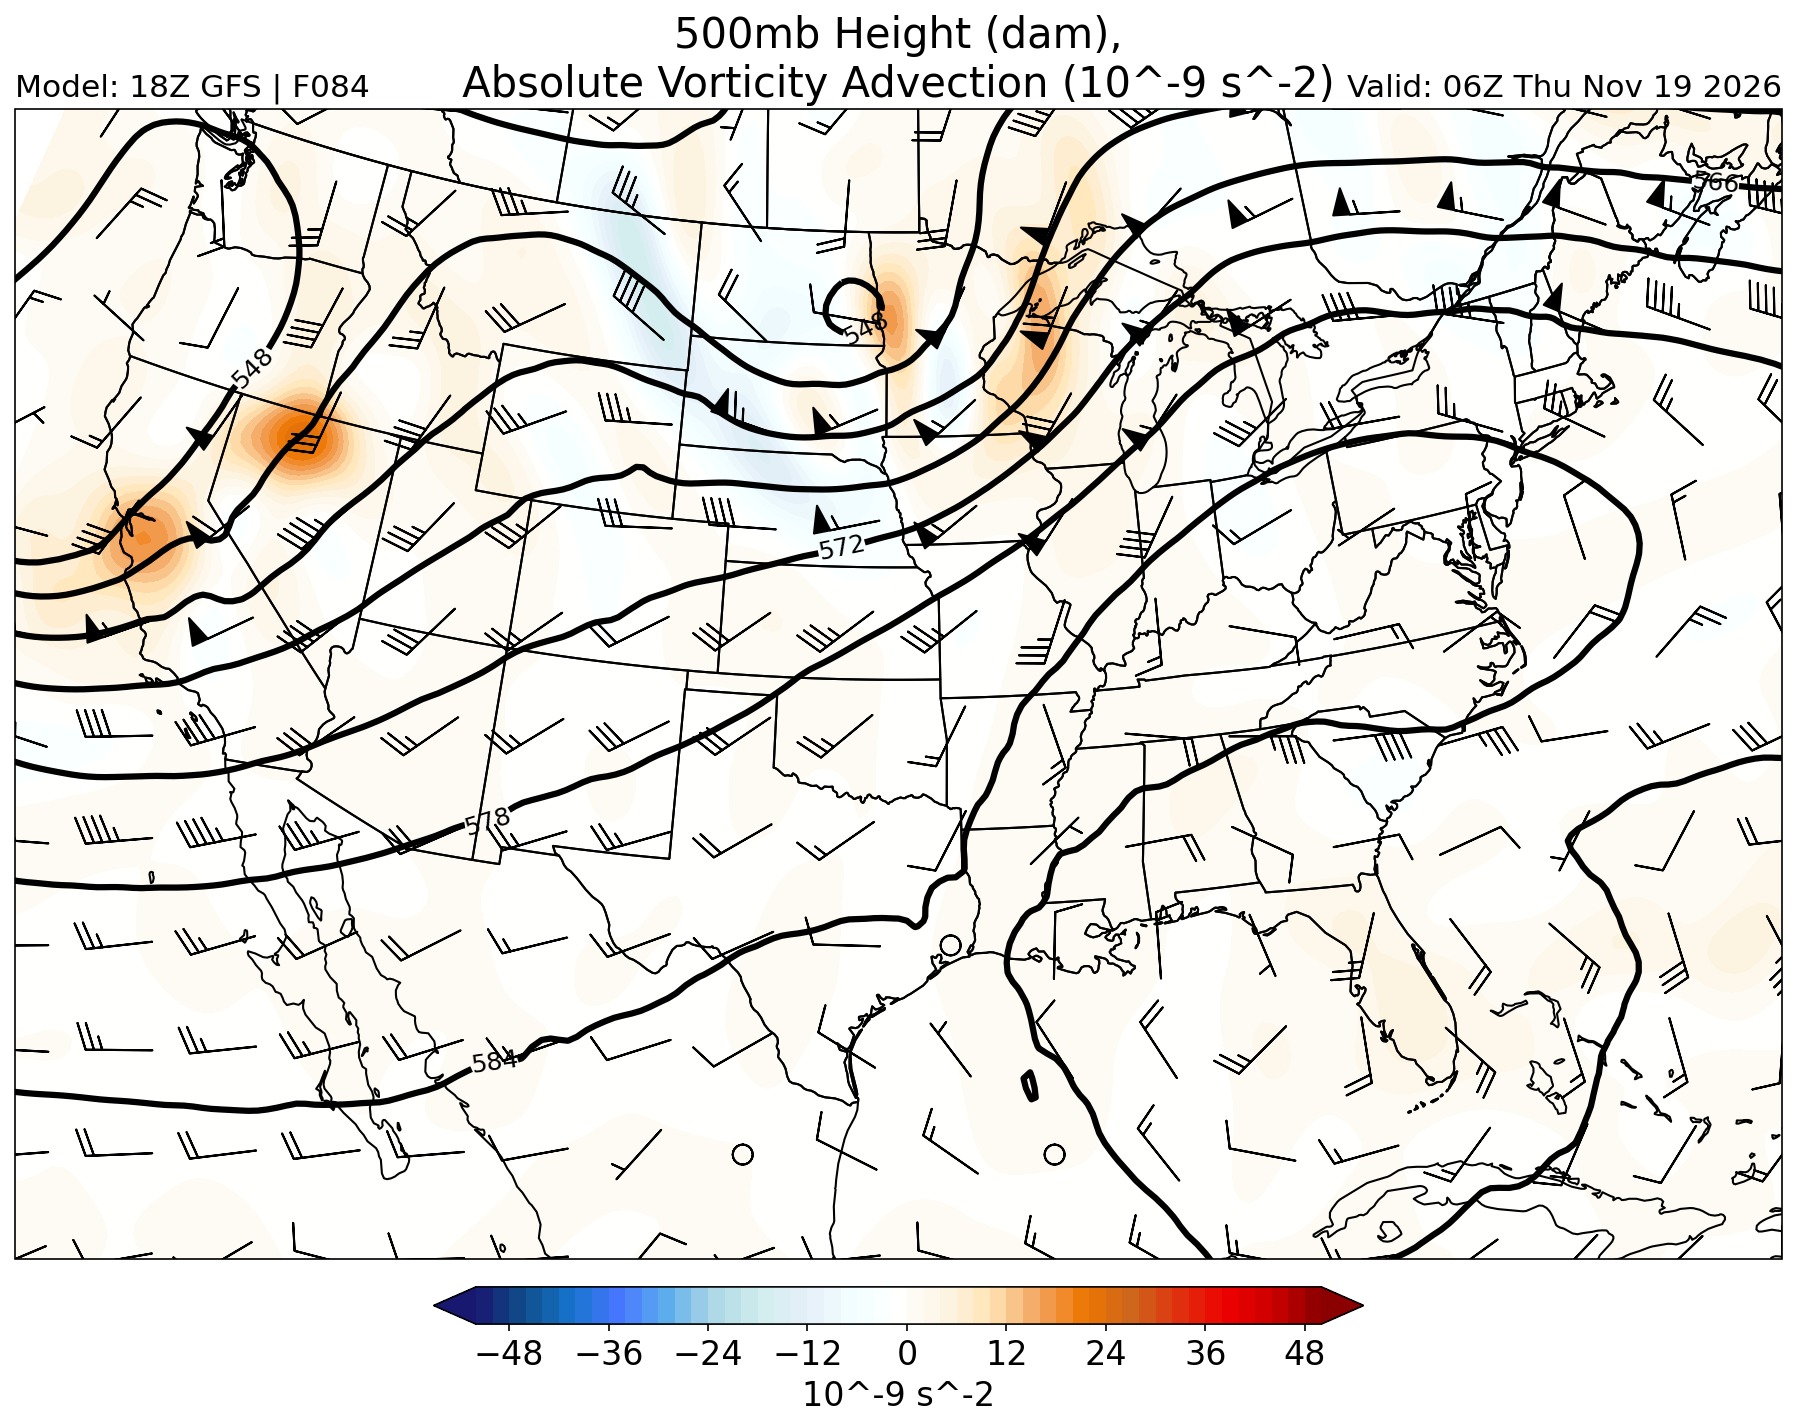 500mb Height (dam),
Model: 18Z GFS | F084 Absolute Vorticity Advection (10^-9 s^-2) Valid: 06Z Thu Nov 19 2026
566
548
548
572
578
584
−48 −36 −24 −12 0 12 24 36 48
10^-9 s^-2